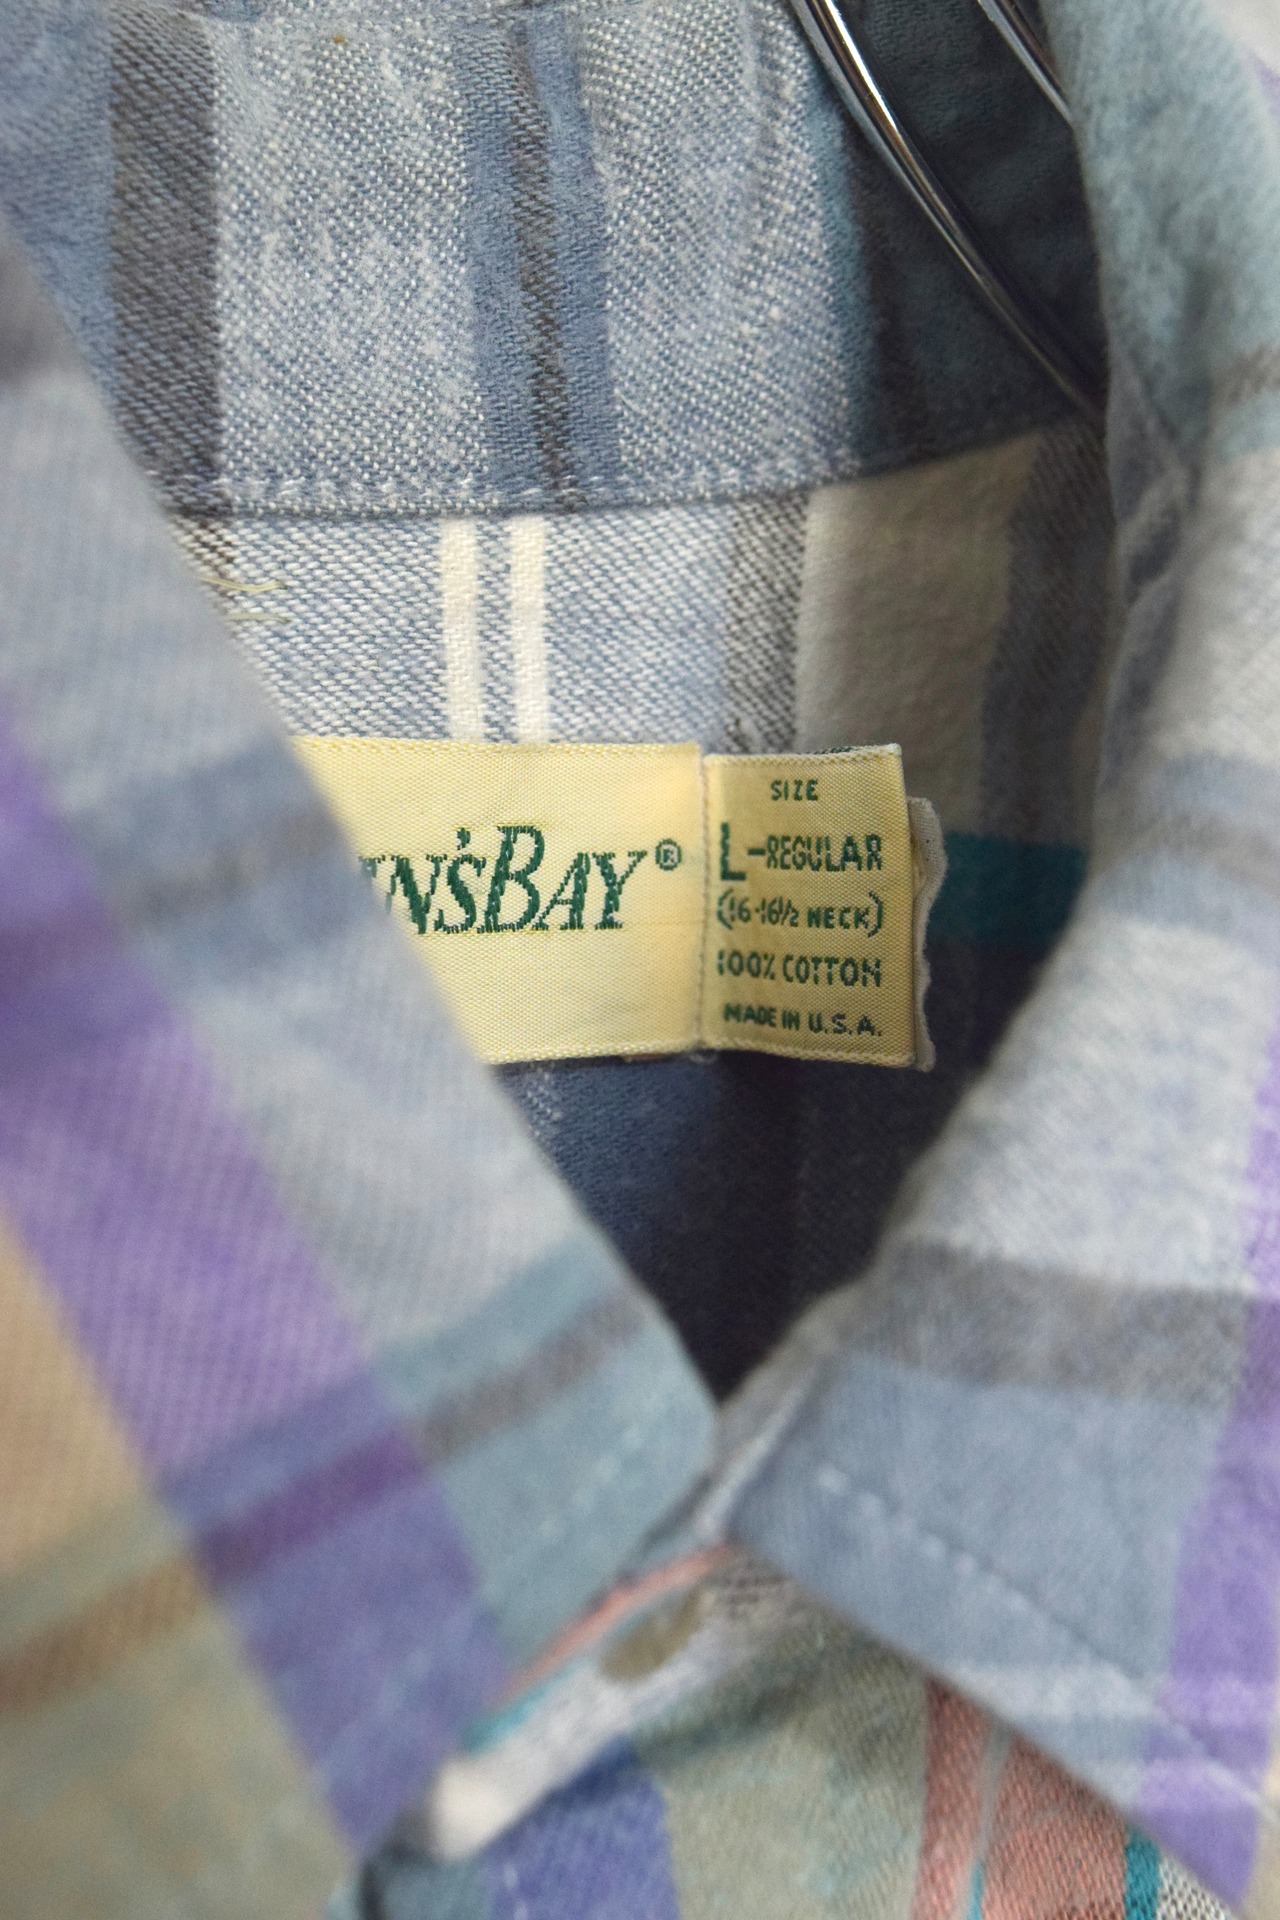 N'SBAY®
SIZE
L-REGULAR
(16-16½ NECK)
100% COTTON
MADE IN U.S.A.